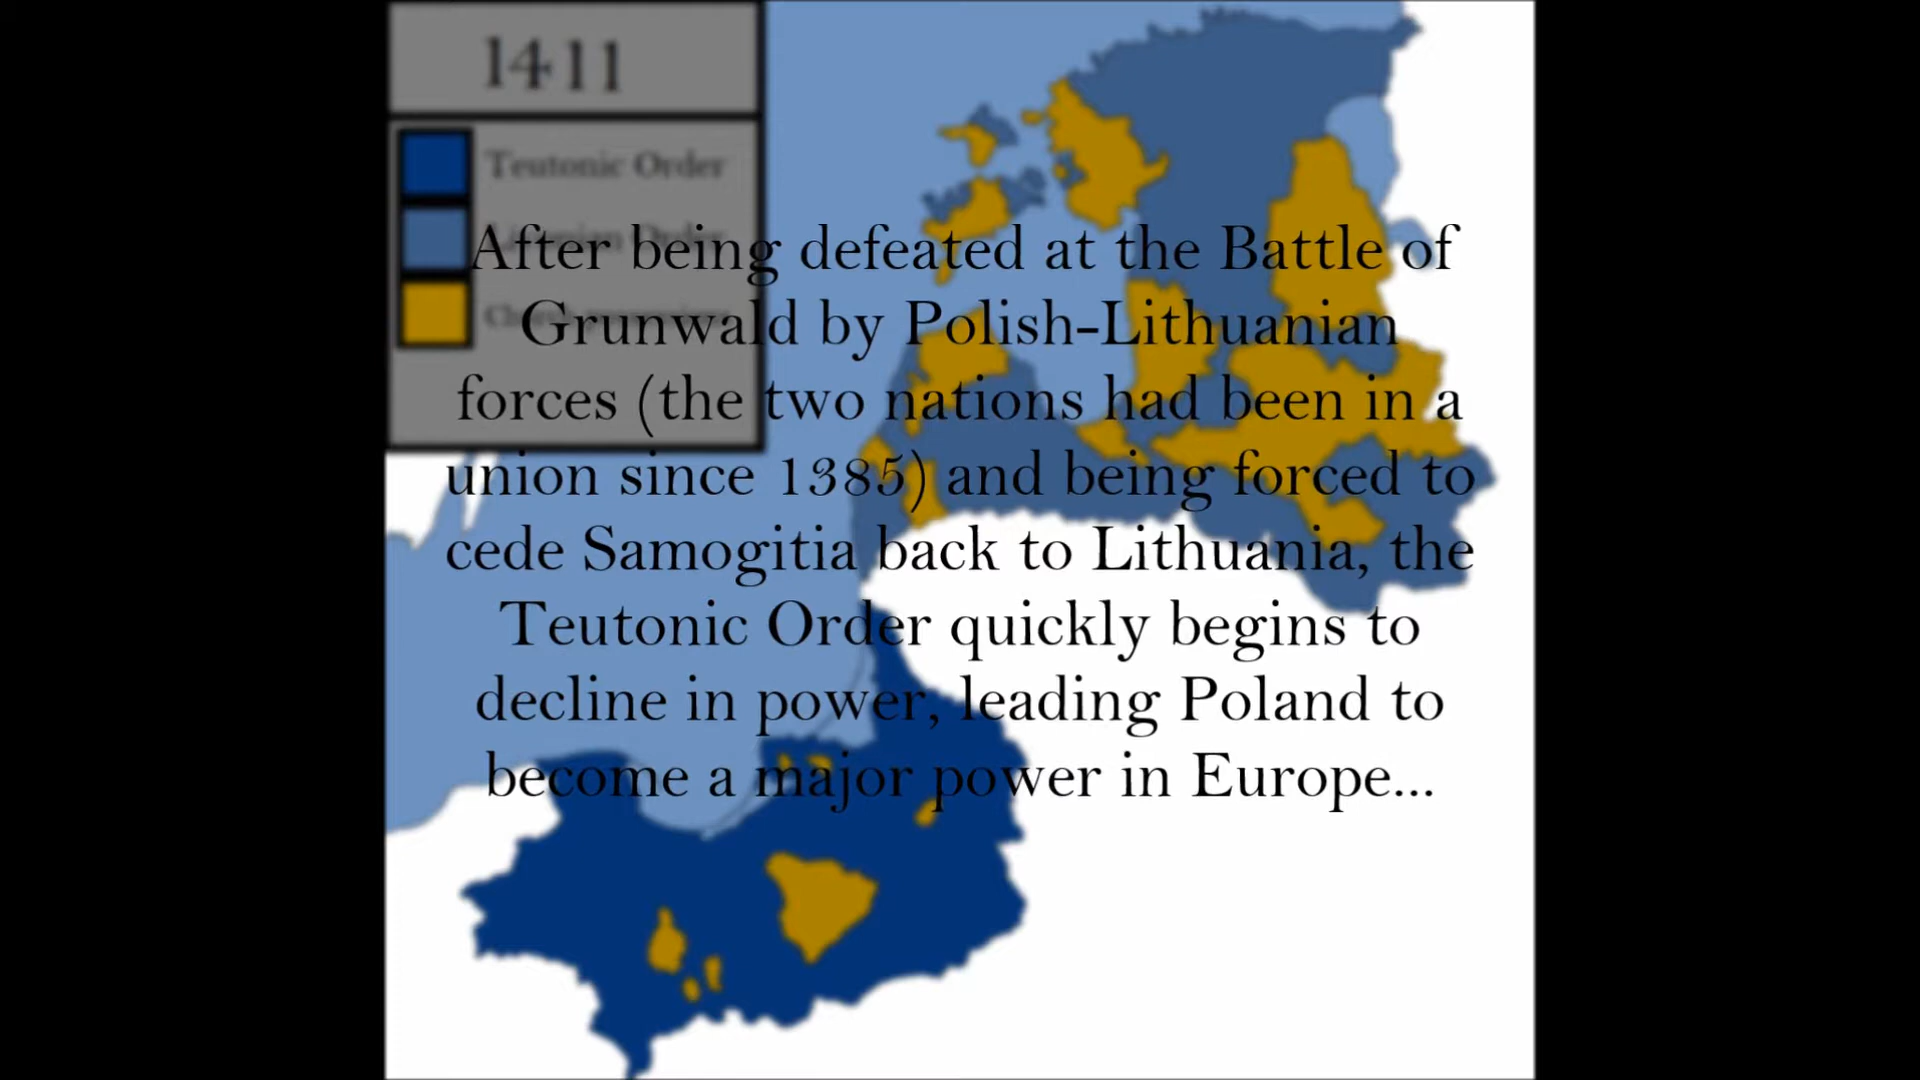 1411
Teutonic Order
Order
After being defeated at the Battle of
Grunwald by Polish-Lithuanian
forces (the two nations had been in a
union since 1385) and being forced to
cede Samogitia back to Lithuania, the
Teutonic Order quickly begins to
decline in power, leading Poland to
become a major power in Europe...